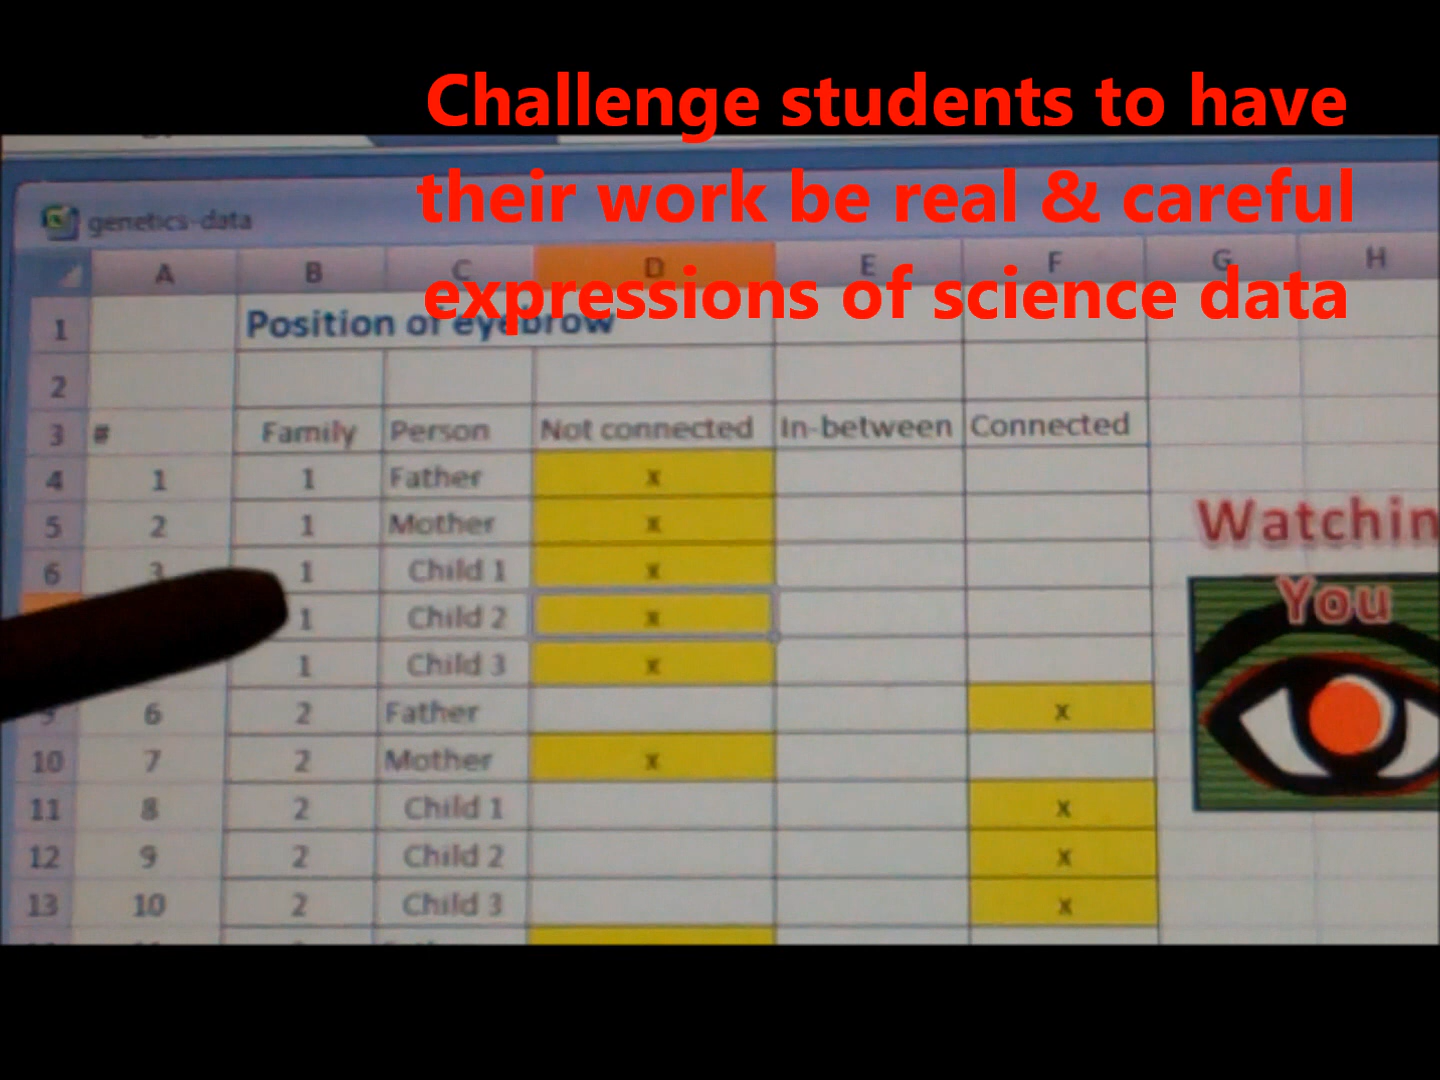 Challenge students to have
their work be real & careful
expressions of science data
genetics-data
A B C D E F G H
1 Position of eyebrow
2
3 # Family Person Not connected In-between Connected
4 1 1 Father x
5 2 1 Mother x
6 3 1 Child 1 x
1 Child 2 x
1 Child 3 x
9 6 2 Father x
10 7 2 Mother x
11 8 2 Child 1 x
12 9 2 Child 2 x
13 10 2 Child 3 x
Watchin
You